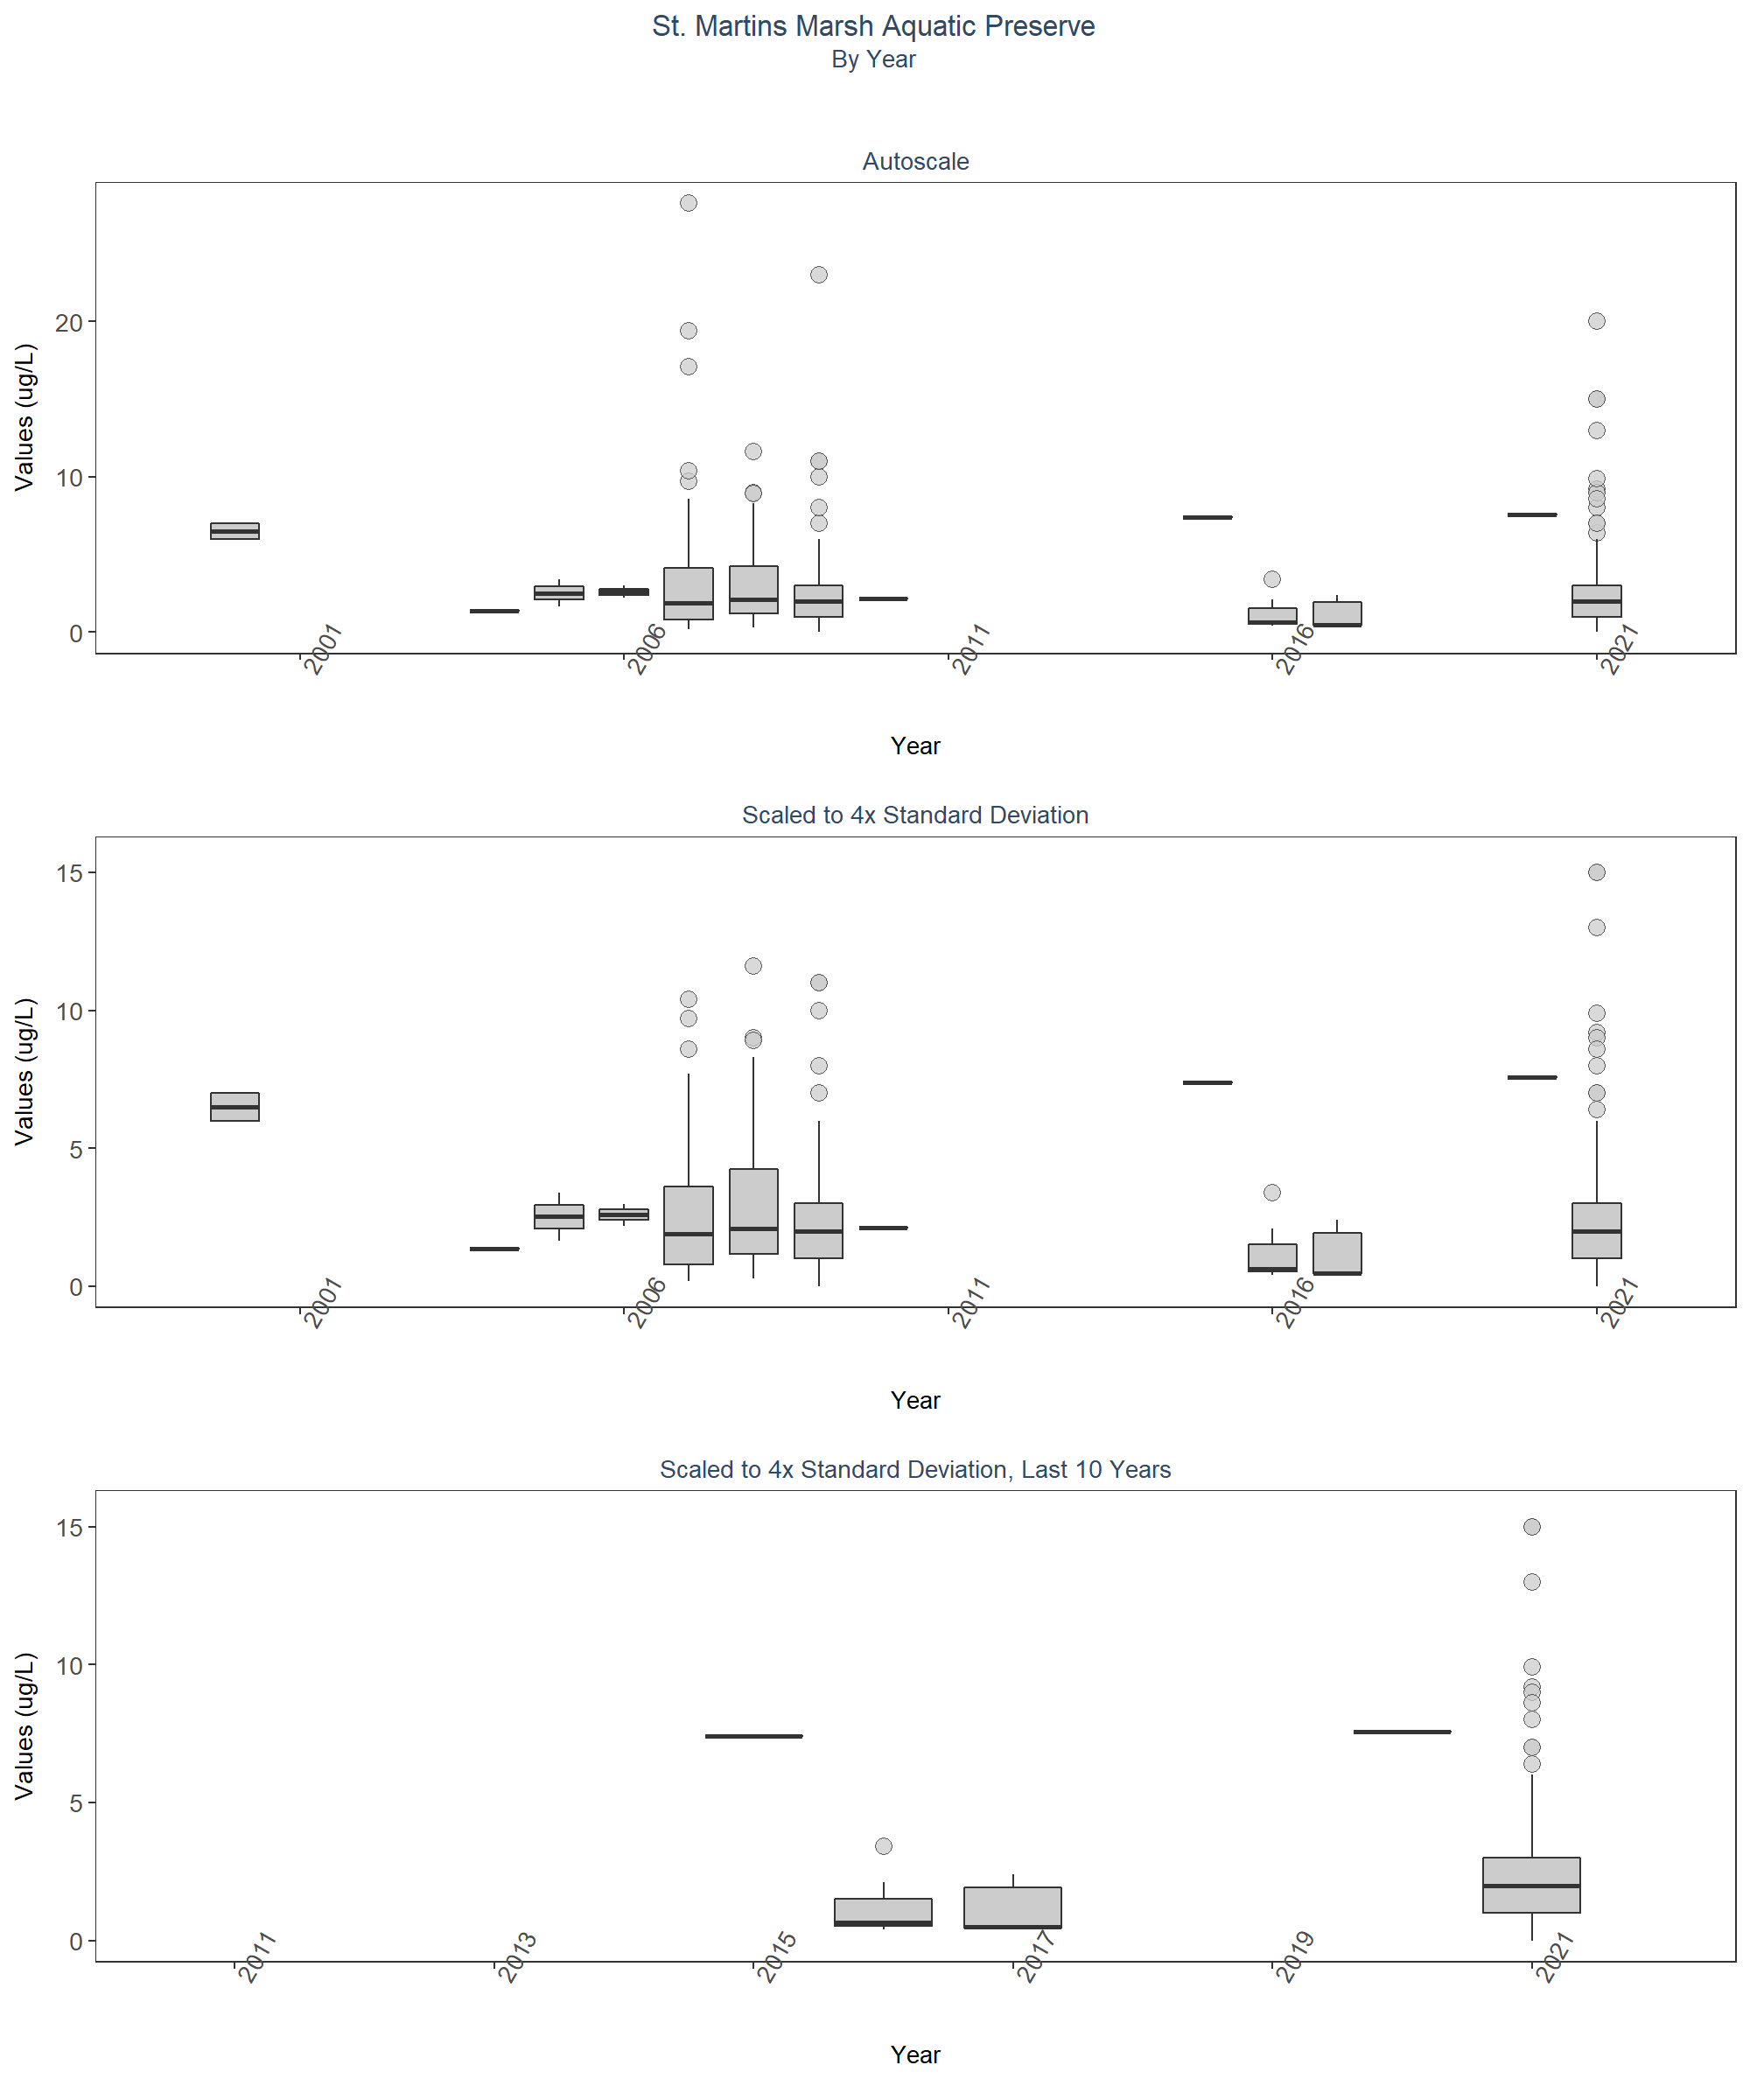 St. Martins Marsh Aquatic Preserve
By Year
Autoscale
Values (ug/L)
20
10
0
2001 2006 2011 2016 2021
Year
Scaled to 4x Standard Deviation
Values (ug/L)
15
10
5
0
2001 2006 2011 2016 2021
Year
Scaled to 4x Standard Deviation, Last 10 Years
Values (ug/L)
15
10
5
0
2011 2013 2015 2017 2019 2021
Year